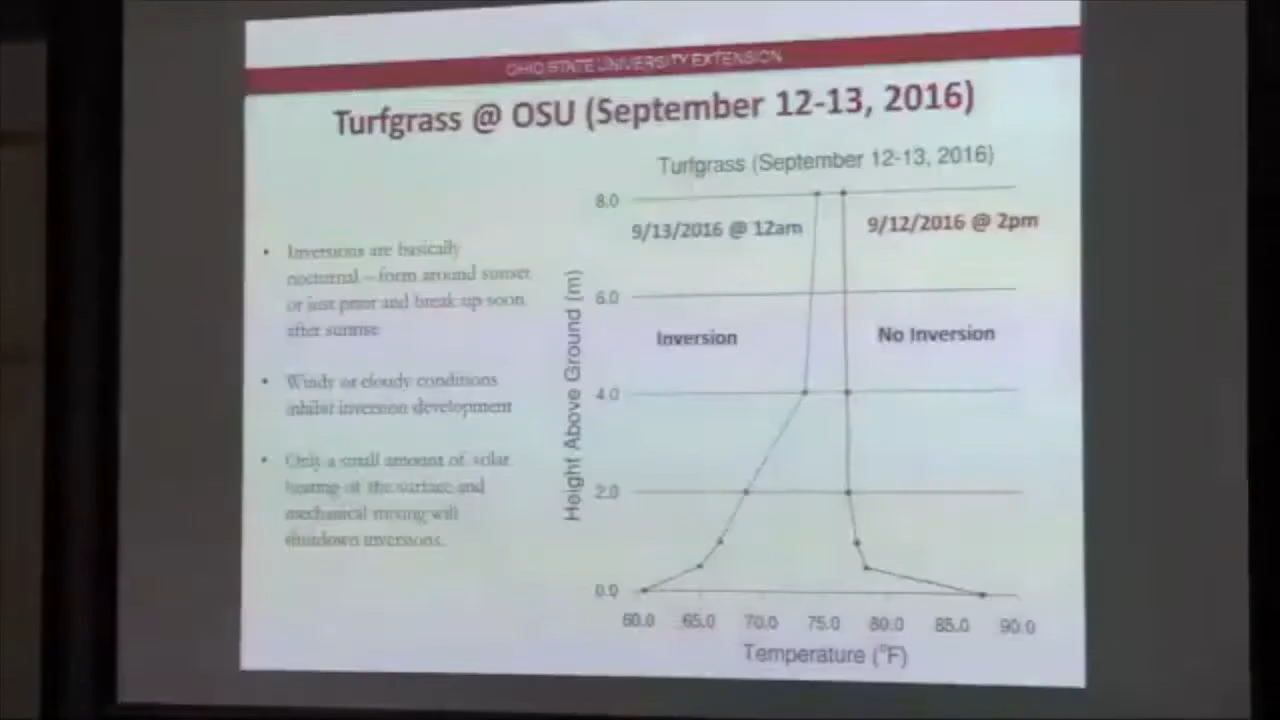 OHIO STATE UNIVERSITY EXTENSION
Turfgrass @ OSU (September 12-13, 2016)
Turfgrass (September 12-13, 2016)
8.0
9/13/2016 @ 12am
9/12/2016 @ 2pm
• Inversions are basically
nocturnal – form around sunset
or just prior and break up soon
after sunrise
6.0
Inversion
No Inversion
Height Above Ground (m)
• Windy or cloudy conditions
inhibit inversion development
4.0
• Only a small amount of solar
heating of the surface and
mechanical mixing will
shutdown inversions.
2.0
0.0
60.0 65.0 70.0 75.0 80.0 85.0 90.0
Temperature (°F)